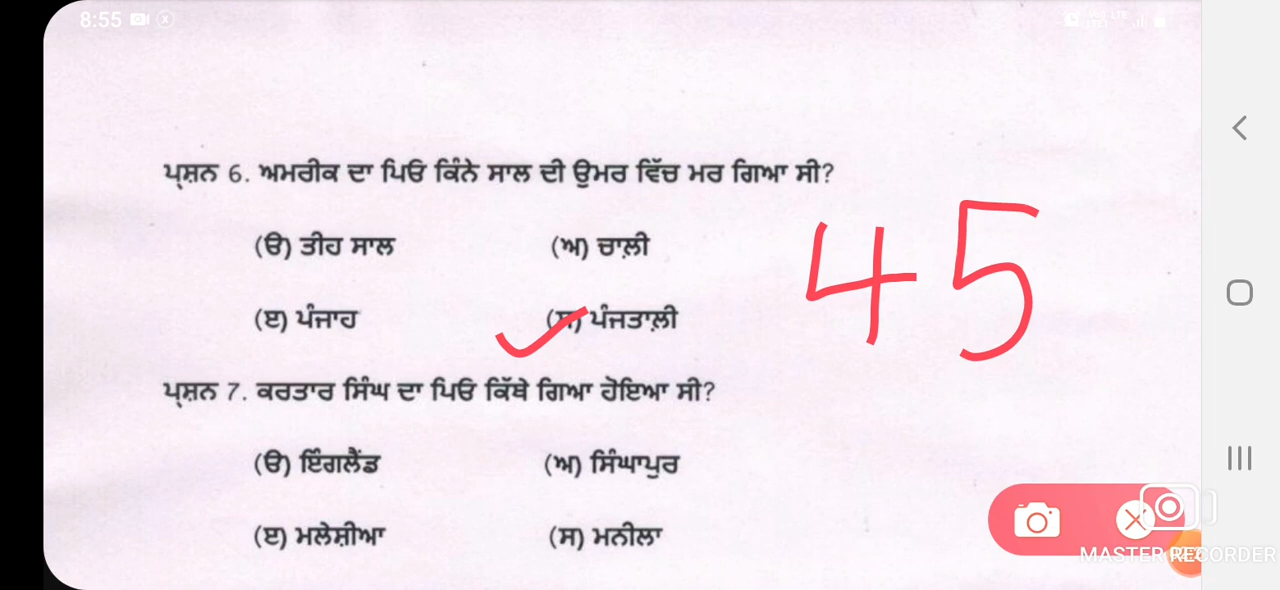 8:55
ਪ੍ਰਸ਼ਨ 6. ਅਮਰੀਕ ਦਾ ਪਿਓ ਕਿੰਨੇ ਸਾਲ ਦੀ ਉਮਰ ਵਿੱਚ ਮਰ ਗਿਆ ਸੀ?
(ੳ) ਤੀਹ ਸਾਲ (ਅ) ਚਾਲ਼ੀ
(ੲ) ਪੰਜਾਹ (ਸ) ਪੰਜਤਾਲ਼ੀ
45
ਪ੍ਰਸ਼ਨ 7. ਕਰਤਾਰ ਸਿੰਘ ਦਾ ਪਿਓ ਕਿੱਥੇ ਗਿਆ ਹੋਇਆ ਸੀ?
(ੳ) ਇੰਗਲੈਂਡ (ਅ) ਸਿੰਘਾਪੁਰ
(ੲ) ਮਲੇਸ਼ੀਆ (ਸ) ਮਨੀਲਾ
MASTER RECORDER